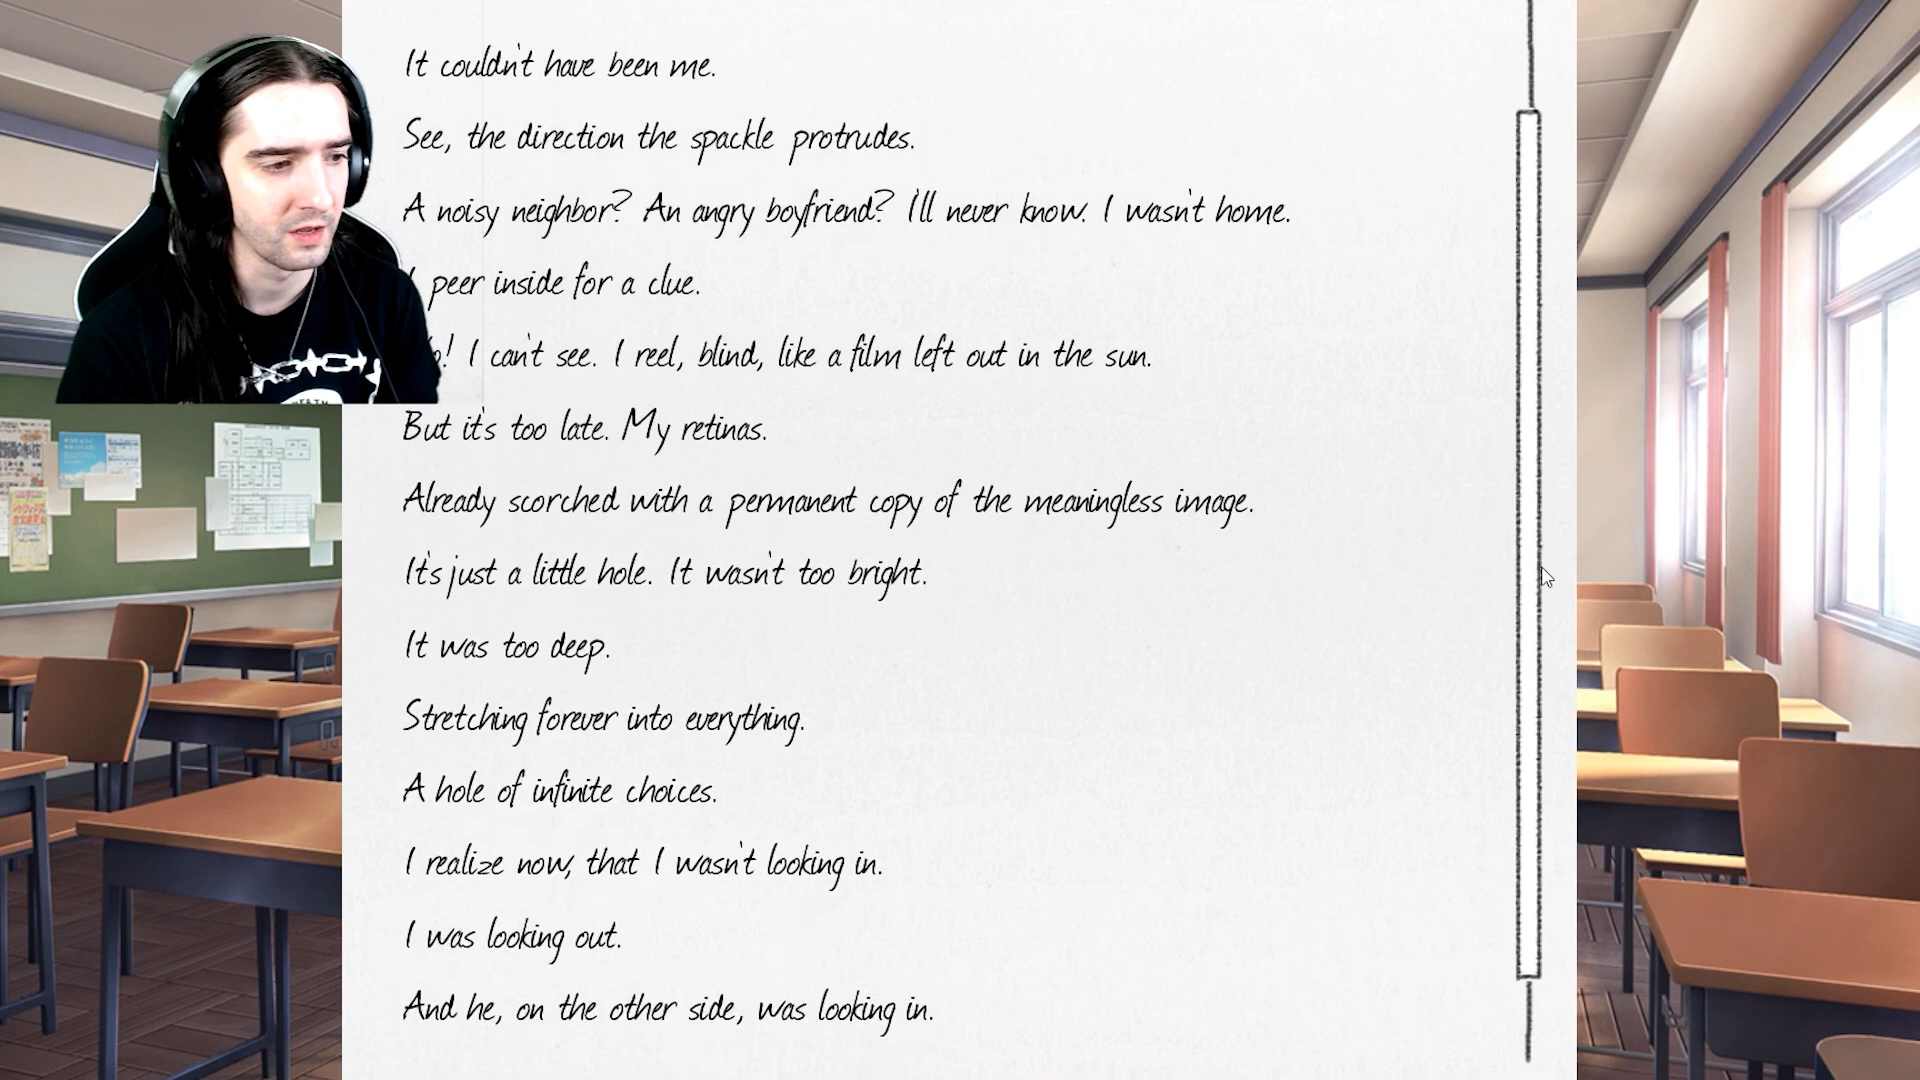 It couldn't have been me.
See, the direction the spackle protrudes.
A noisy neighbor? An angry boyfriend? I'll never know. I wasn't home.
peer inside for a clue.
I can't see. I reel, blind, like a film left out in the sun.
But it's too late. My retinas.
Already scorched with a permanent copy of the meaningless image.
It's just a little hole. It wasn't too bright.
It was too deep.
Stretching forever into everything.
A hole of infinite choices.
I realize now, that I wasn't looking in.
I was looking out.
And he, on the other side, was looking in.